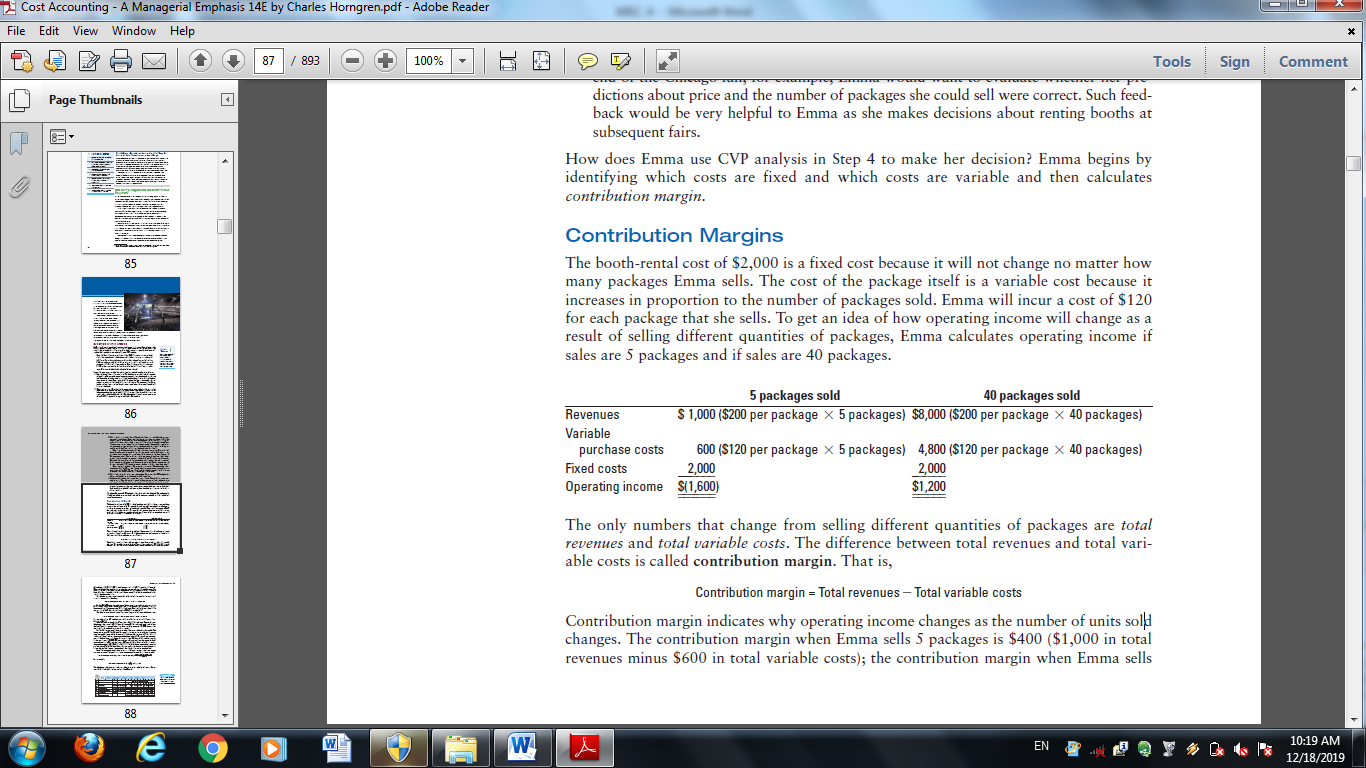 Cost Accounting - A Managerial Emphasis 14E by Charles Horngren.pdf - Adobe Reader
File Edit View Window Help
87 / 893 100% Tools Sign Comment
Page Thumbnails
85
86
87
88
dictions about price and the number of packages she could sell were correct. Such feed-
back would be very helpful to Emma as she makes decisions about renting booths at
subsequent fairs.
How does Emma use CVP analysis in Step 4 to make her decision? Emma begins by
identifying which costs are fixed and which costs are variable and then calculates
contribution margin.
Contribution Margins
The booth-rental cost of $2,000 is a fixed cost because it will not change no matter how
many packages Emma sells. The cost of the package itself is a variable cost because it
increases in proportion to the number of packages sold. Emma will incur a cost of $120
for each package that she sells. To get an idea of how operating income will change as a
result of selling different quantities of packages, Emma calculates operating income if
sales are 5 packages and if sales are 40 packages.
5 packages sold 40 packages sold
Revenues $ 1,000 ($200 per package × 5 packages) $8,000 ($200 per package × 40 packages)
Variable
purchase costs 600 ($120 per package × 5 packages) 4,800 ($120 per package × 40 packages)
Fixed costs 2,000 2,000
Operating income $(1,600) $1,200
The only numbers that change from selling different quantities of packages are total
revenues and total variable costs. The difference between total revenues and total vari-
able costs is called contribution margin. That is,
Contribution margin = Total revenues − Total variable costs
Contribution margin indicates why operating income changes as the number of units sold
changes. The contribution margin when Emma sells 5 packages is $400 ($1,000 in total
revenues minus $600 in total variable costs); the contribution margin when Emma sells
EN
10:19 AM
12/18/2019